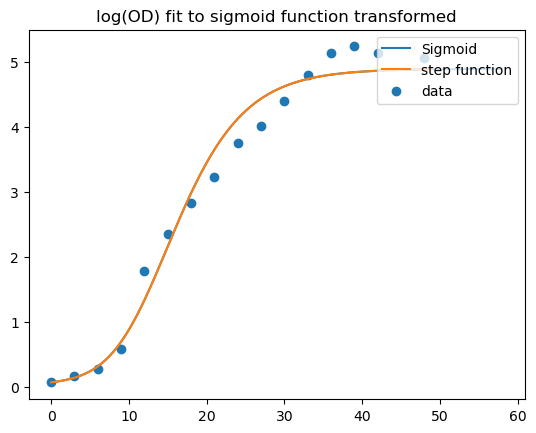 log(OD) fit to sigmoid function transformed
Sigmoid
step function
data
5
4
3
2
1
0
0 10 20 30 40 50 60